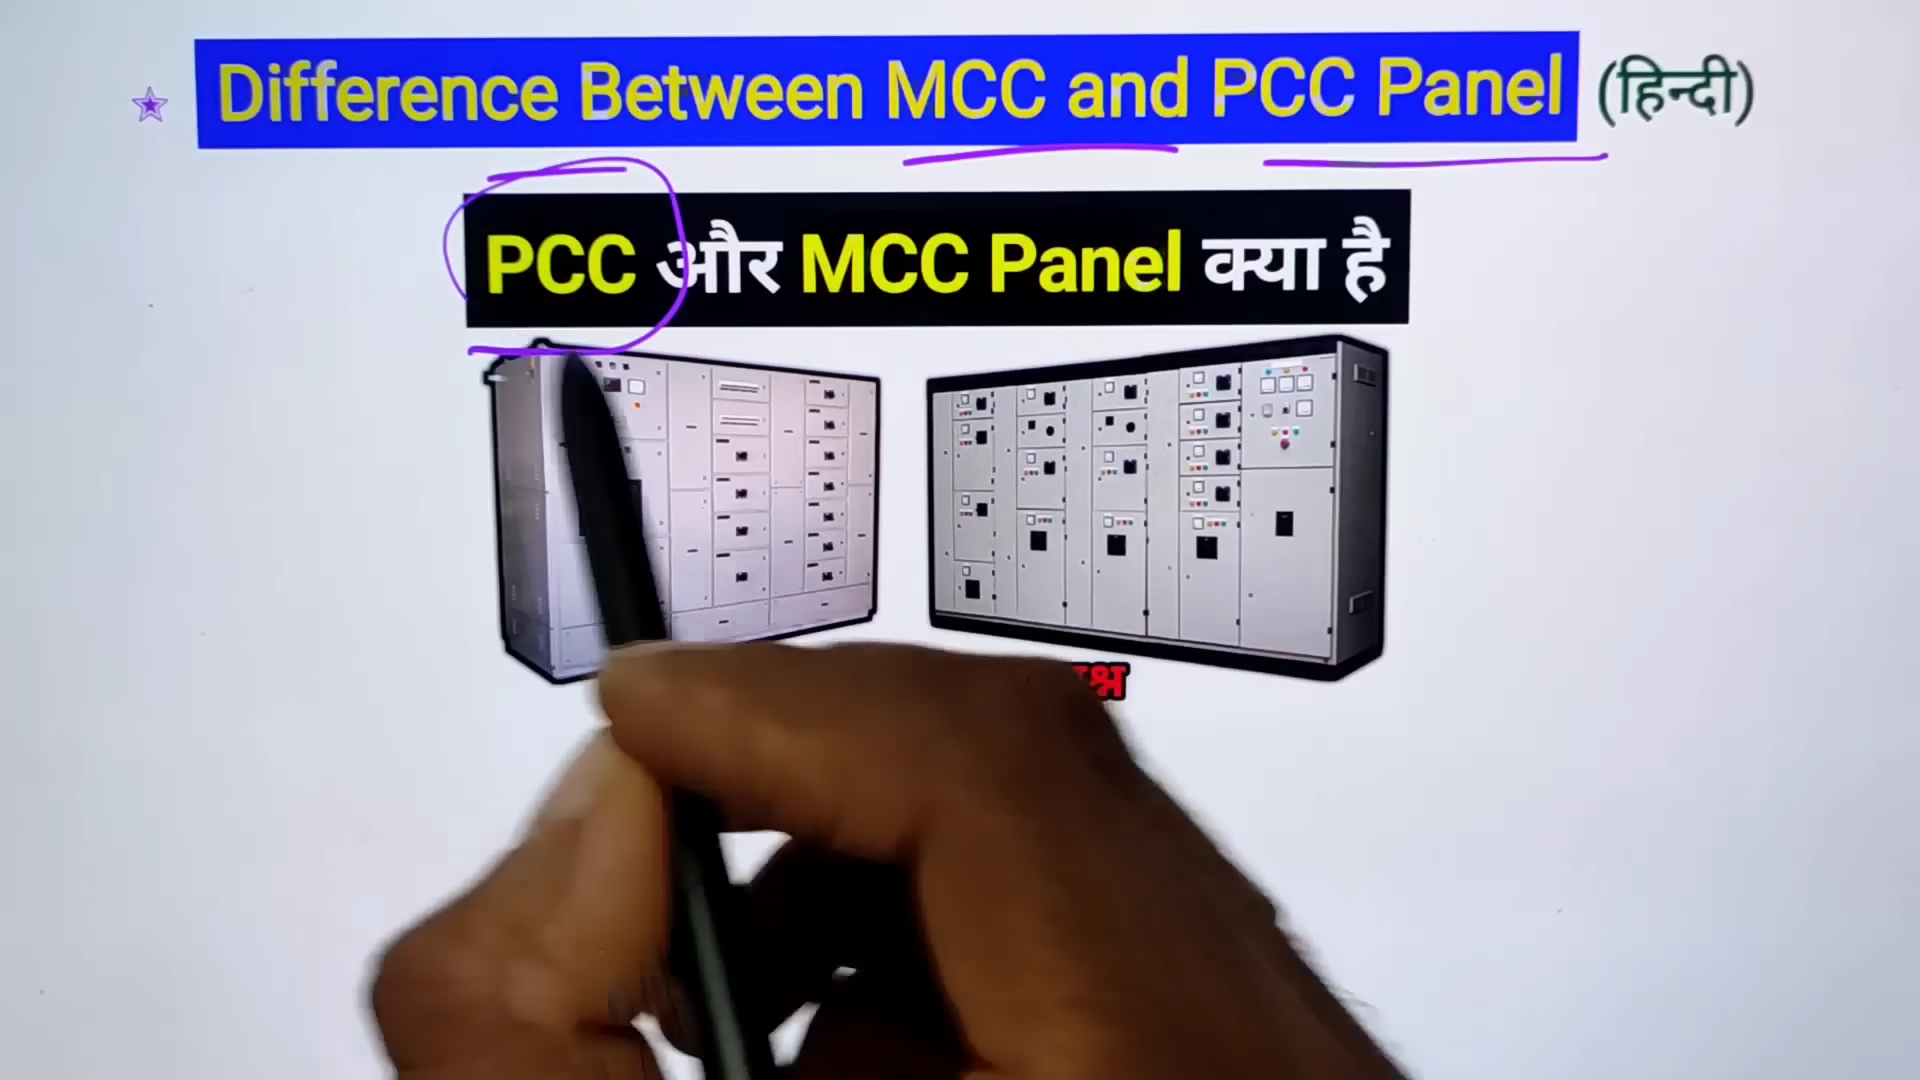 Difference Between MCC and PCC Panel (हिन्दी)
PCC और MCC Panel क्या है